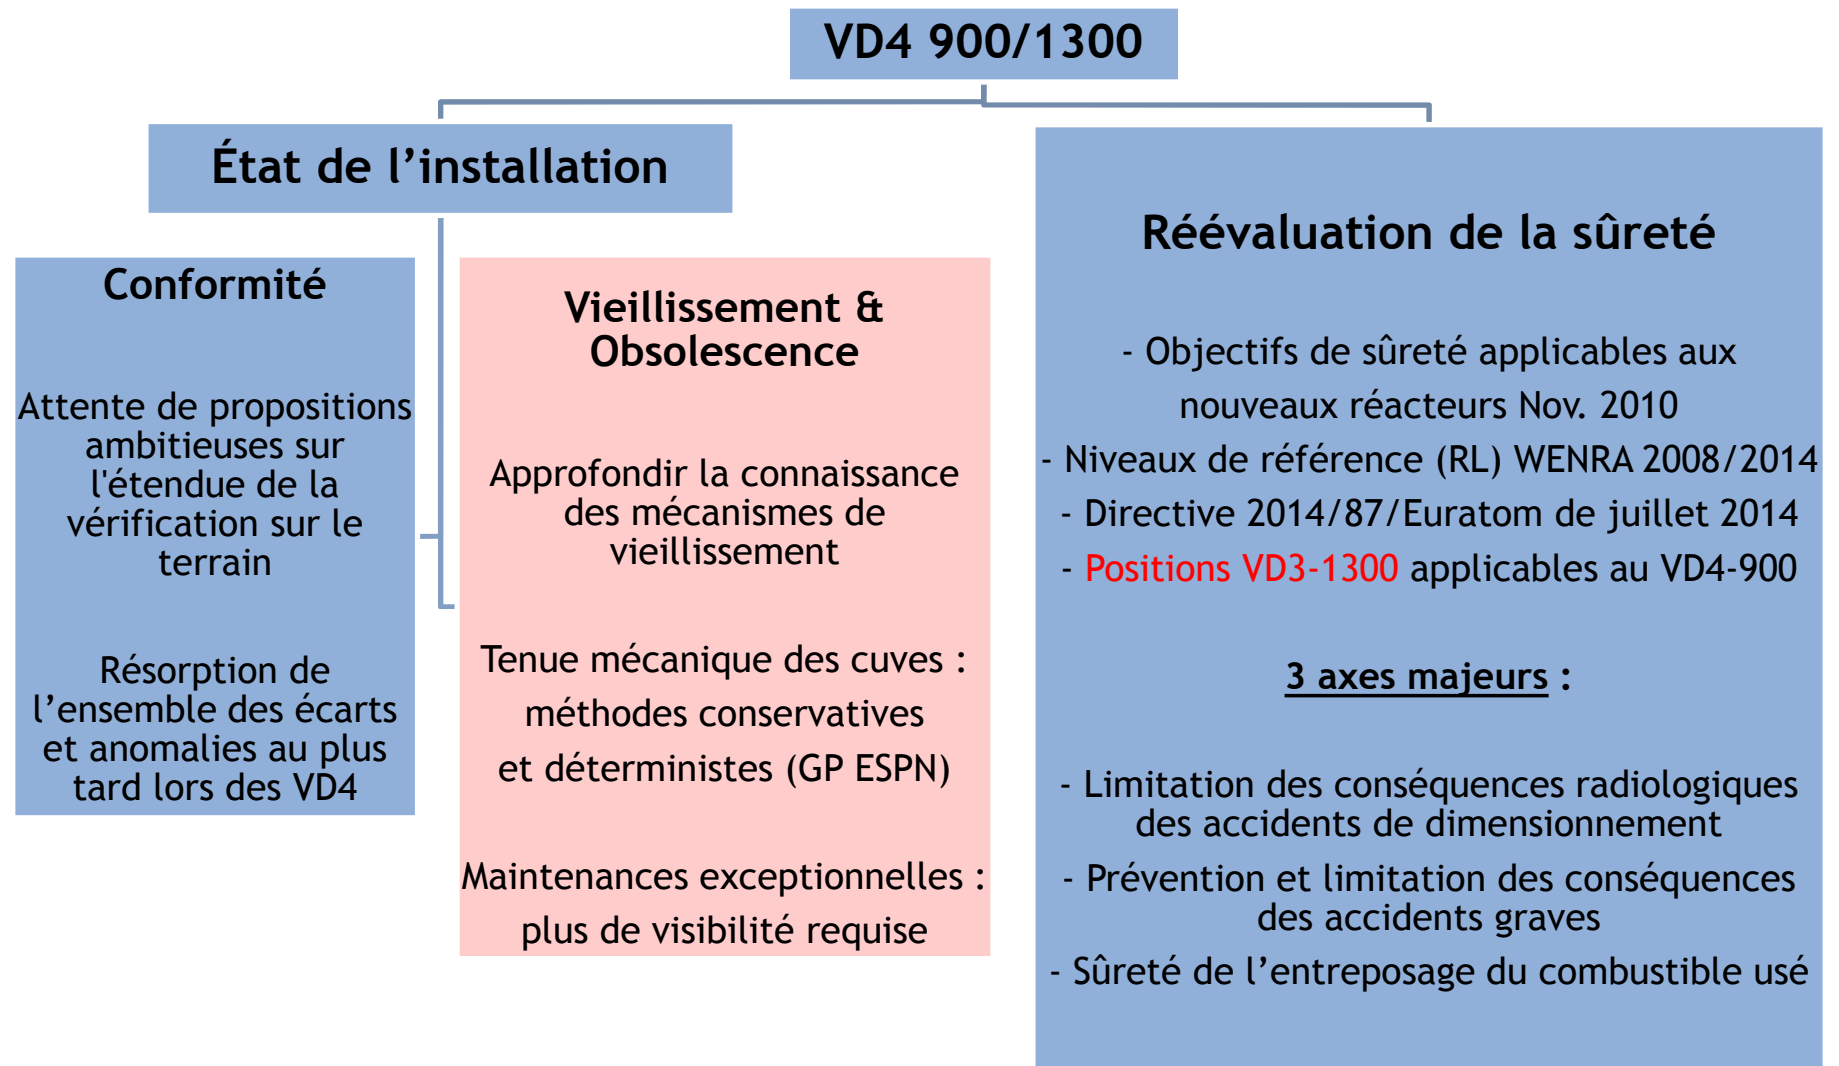 VD4 900/1300
État de l’installation
Conformité
Attente de propositions
ambitieuses sur
l'étendue de la
vérification sur le
terrain
Résorption de
l’ensemble des écarts
et anomalies au plus
tard lors des VD4
Vieillissement &
Obsolescence
Approfondir la connaissance
des mécanismes de
vieillissement
Tenue mécanique des cuves :
méthodes conservatives
et déterministes (GP ESPN)
Maintenances exceptionnelles :
plus de visibilité requise
Réévaluation de la sûreté
- Objectifs de sûreté applicables aux
nouveaux réacteurs Nov. 2010
- Niveaux de référence (RL) WENRA 2008/2014
- Directive 2014/87/Euratom de juillet 2014
- Positions VD3-1300 applicables au VD4-900
3 axes majeurs :
- Limitation des conséquences radiologiques
des accidents de dimensionnement
- Prévention et limitation des conséquences
des accidents graves
- Sûreté de l’entreposage du combustible usé